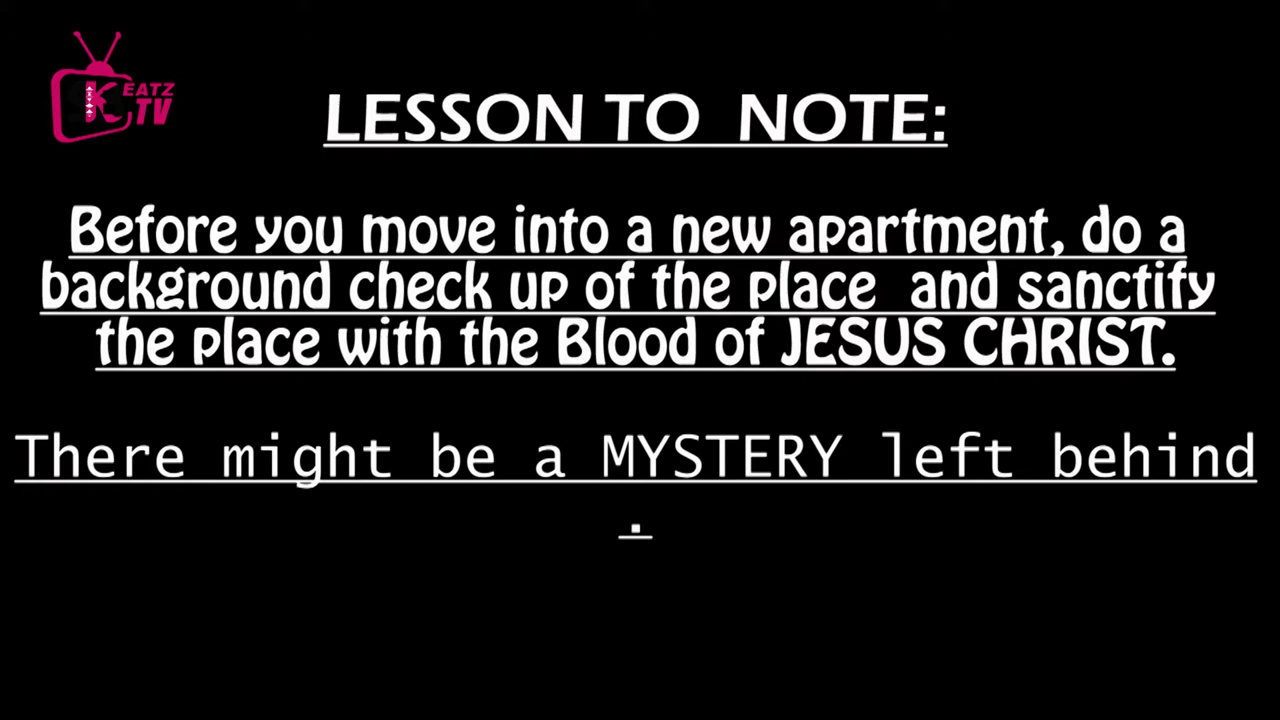 KEATZ
TV
LESSON TO NOTE:
Before you move into a new apartment, do a
background check up of the place and sanctify
the place with the Blood of JESUS CHRIST.
There might be a MYSTERY left behind
.